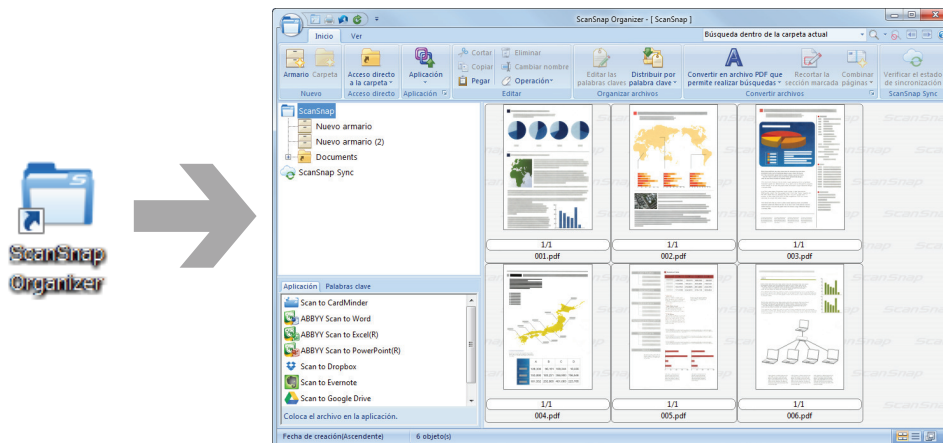 ScanSnap
Organizer
ScanSnap Organizer - [ ScanSnap ]
Inicio
Ver
Búsqueda dentro de la carpeta actual
Armario
Carpeta
Nuevo
Acceso directo
a la carpeta
Acceso directo
Aplicación
Aplicación
Cortar
Copiar
Pegar
Eliminar
Cambiar nombre
Operación
Editar
Editar las
palabras claves
Distribuir por
palabra clave
Organizar archivos
Convertir en archivo PDF que
permite realizar búsquedas
Recortar la
sección marcada
Combinar
páginas
Convertir archivos
Verificar el estado
de sincronización
ScanSnap Sync
ScanSnap
Nuevo armario
Nuevo armario (2)
Documents
ScanSnap Sync
1/1
001.pdf
1/1
002.pdf
1/1
003.pdf
1/1
004.pdf
1/1
005.pdf
1/1
006.pdf
Aplicación
Palabras clave
Scan to CardMinder
ABBYY Scan to Word
ABBYY Scan to Excel(R)
ABBYY Scan to PowerPoint(R)
Scan to Dropbox
Scan to Evernote
Scan to Google Drive
Coloca el archivo en la aplicación.
Fecha de creación(Ascendente)
6 objeto(s)